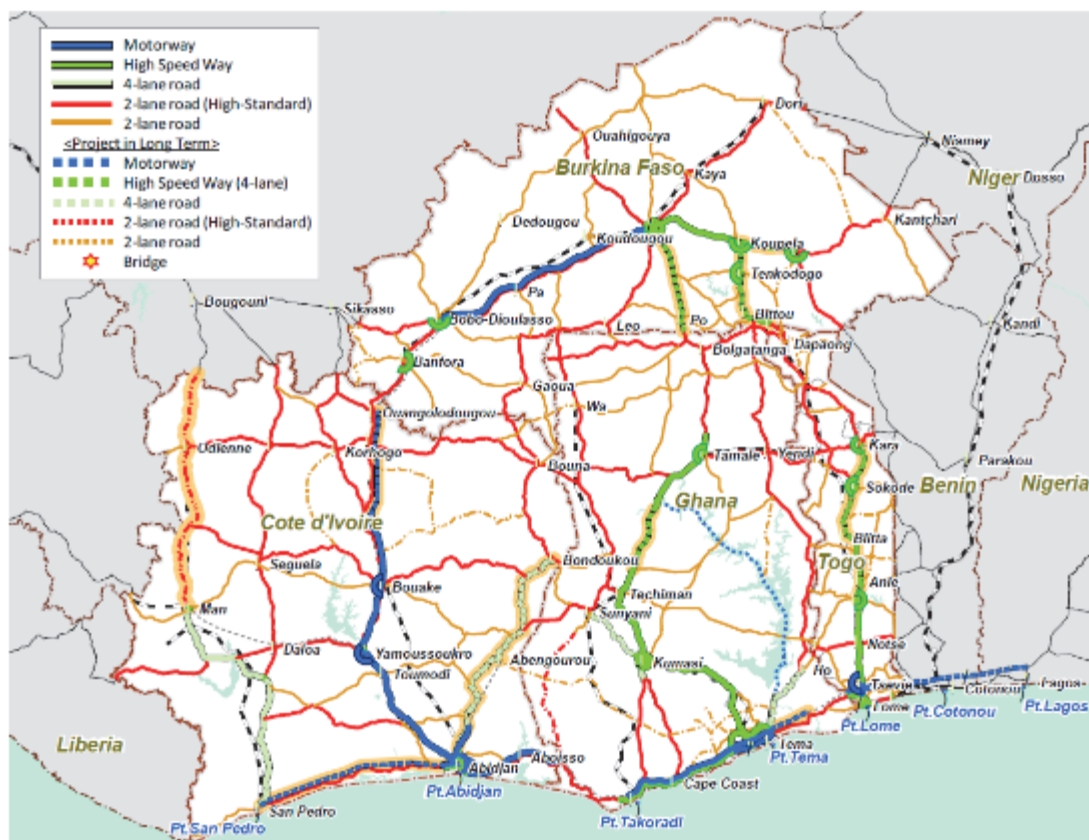 Motorway
High Speed Way
4-lane road
2-lane road (High-Standard)
2-lane road
<Project in Long Term>
Motorway
High Speed Way (4-lane)
4-lane road
2-lane road (High-Standard)
2-lane road
Bridge
Dori
Ouahigouya
Niamey
Burkina Faso
Kaya
Niger
Dosso
Dedougou
Kantchari
Koudougou
Koupela
Tenkodogo
Bougouni
Sikasso
Pa
Bobo-Dioulasso
Leo
Po
Bittou
Kandi
Banfora
Bolgatanga
Dapaong
Gaoua
Ouangolodougou
Wa
Odienne
Korhogo
Bouna
Tamale
Yendi
Kara
Parakou
Sokode
Benin
Nigeria
Ghana
Cote d'Ivoire
Blitta
Bondoukou
Togo
Seguela
Bouake
Anie
Techiman
Man
Sunyani
Daloa
Yamoussoukro
Notse
Abengourou
Kumasi
Toumodi
Ho
Tsevie
Lome
Cotonou
Lagos
Pt.Lome
Pt.Cotonou
Pt.Lagos
Liberia
Tema
Pt.Tema
Aboisso
Abidjan
Cape Coast
Pt.Abidjan
San Pedro
Pt.San Pedro
Pt.Takoradi